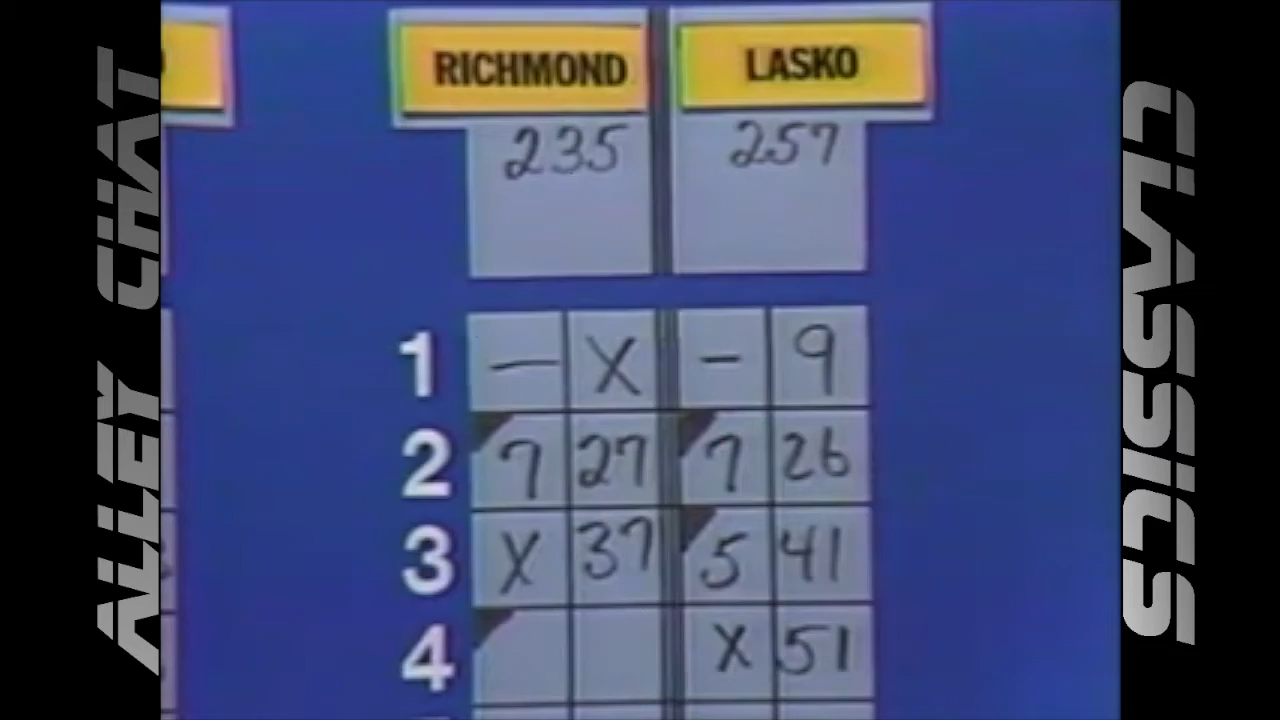 ALLEY CHAT
RICHMOND LASKO
235 257
1 — X - 9
2 7 27 7 26
3 X 37 5 41
4 X 51
CLASSICS